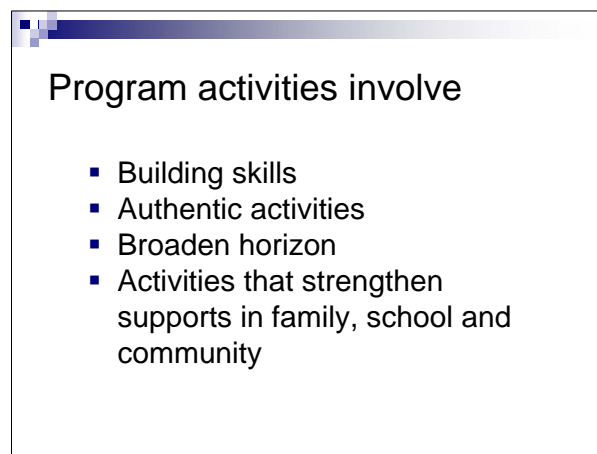 Program activities involve
▪ Building skills
▪ Authentic activities
▪ Broaden horizon
▪ Activities that strengthen
supports in family, school and
community